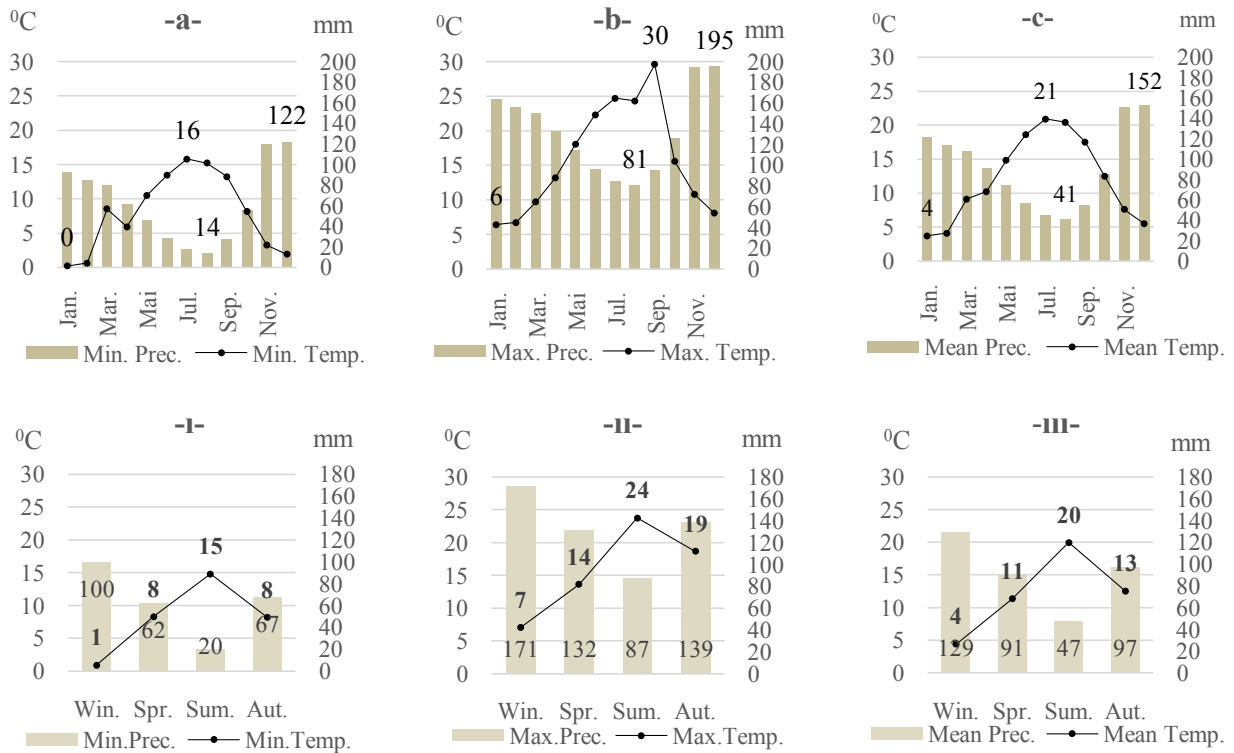 -a-
⁰C
mm
30
25
20
15
10
5
0
200
180
160
140
120
100
80
60
40
20
0
0
16
14
122
Jan.
Mar.
Mai
Jul.
Sep.
Nov.
Min. Prec.
Min. Temp.
-b-
⁰C
mm
30
25
20
15
10
5
0
200
180
160
140
120
100
80
60
40
20
0
6
30
81
195
Jan.
Mar.
Mai
Jul.
Sep.
Nov.
Max. Prec.
Max. Temp.
-c-
⁰C
mm
30
25
20
15
10
5
0
200
180
160
140
120
100
80
60
40
20
0
4
21
41
152
Jan.
Mar.
Mai
Jul.
Sep.
Nov.
Mean Prec.
Mean Temp.
-ı-
⁰C
mm
30
25
20
15
10
5
0
180
160
140
120
100
80
60
40
20
0
1
8
15
8
100
62
20
67
Win.
Spr.
Sum.
Aut.
Min.Prec.
Min.Temp.
-ıı-
⁰C
mm
30
25
20
15
10
5
0
180
160
140
120
100
80
60
40
20
0
7
14
24
19
171
132
87
139
Win.
Spr.
Sum.
Aut.
Max.Prec.
Max.Temp.
-ııı-
⁰C
mm
30
25
20
15
10
5
0
180
160
140
120
100
80
60
40
20
0
4
11
20
13
129
91
47
97
Win.
Spr.
Sum.
Aut.
Mean Prec.
Mean Temp.